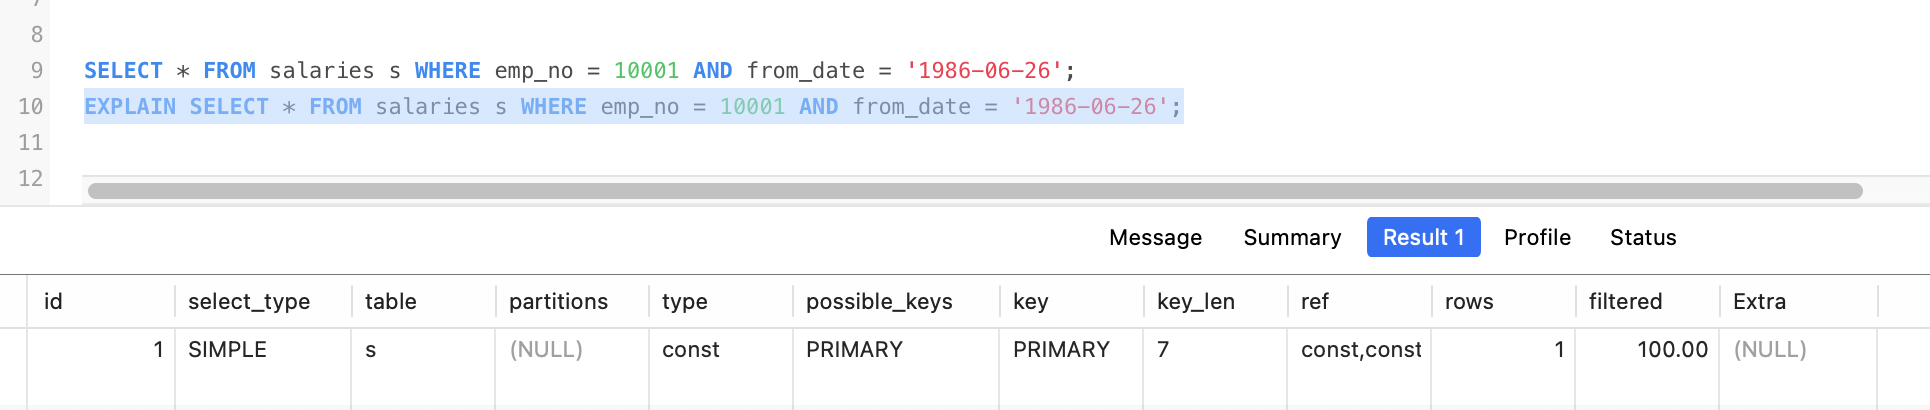 7
8
9 SELECT * FROM salaries s WHERE emp_no = 10001 AND from_date = '1986-06-26';
10 EXPLAIN SELECT * FROM salaries s WHERE emp_no = 10001 AND from_date = '1986-06-26';
11
12
Message Summary Result 1 Profile Status
id select_type table partitions type possible_keys key key_len ref rows filtered Extra
1 SIMPLE s (NULL) const PRIMARY PRIMARY 7 const,const 1 100.00 (NULL)